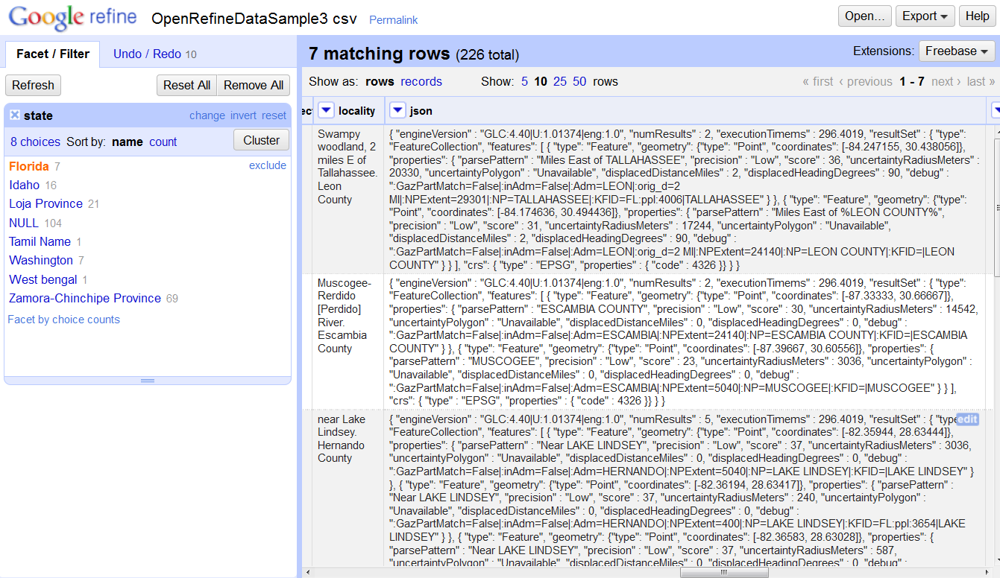 Google refine OpenRefineDataSample3 csv Permalink Open... Export Help
Facet / Filter Undo / Redo 10
Refresh Reset All Remove All
state change invert reset
8 choices Sort by: name count Cluster
Florida 7 exclude
Idaho 16
Loja Province 21
NULL 104
Tamil Name 1
Washington 7
West bengal 1
Zamora-Chinchipe Province 69
Facet by choice counts
7 matching rows (226 total) Extensions: Freebase
Show as: rows records Show: 5 10 25 50 rows « first ‹ previous 1 - 7 next › last »
locality json
Swampy
woodland, 2
miles E of
Tallahassee.
Leon
County
{ "engineVersion" : "GLC:4.40|U:1.01374|eng:1.0", "numResults" : 2, "executionTimems" : 296.4019, "resultSet" : { "type":
"FeatureCollection", "features": [ { "type": "Feature", "geometry": {"type": "Point", "coordinates": [-84.247155, 30.438056]},
"properties": { "parsePattern" : "Miles East of TALLAHASSEE", "precision" : "Low", "score" : 36, "uncertaintyRadiusMeters" :
20330, "uncertaintyPolygon" : "Unavailable", "displacedDistanceMiles" : 2, "displacedHeadingDegrees" : 90, "debug" :
":GazPartMatch=False|:inAdm=False|:Adm=LEON|:orig_d=2
MI|:NPExtent=29301|:NP=TALLAHASSEE|:KFID=FL:ppl:4006|TALLAHASSEE" } }, { "type": "Feature", "geometry": {"type":
"Point", "coordinates": [-84.174636, 30.494436]}, "properties": { "parsePattern" : "Miles East of %LEON COUNTY%",
"precision" : "Low", "score" : 31, "uncertaintyRadiusMeters" : 17244, "uncertaintyPolygon" : "Unavailable",
"displacedDistanceMiles" : 2, "displacedHeadingDegrees" : 90, "debug" :
":GazPartMatch=False|:inAdm=False|:Adm=LEON|:orig_d=2 MI|:NPExtent=24140|:NP=LEON COUNTY|:KFID=|LEON
COUNTY" } } ], "crs": { "type" : "EPSG", "properties" : { "code" : 4326 }} } }
Muscogee-
Rerdido
[Perdido]
River.
Escambia
County
{ "engineVersion" : "GLC:4.40|U:1.01374|eng:1.0", "numResults" : 2, "executionTimems" : 296.4019, "resultSet" : { "type":
"FeatureCollection", "features": [ { "type": "Feature", "geometry": {"type": "Point", "coordinates": [-87.33333, 30.66667]},
"properties": { "parsePattern" : "ESCAMBIA COUNTY", "precision" : "Low", "score" : 30, "uncertaintyRadiusMeters" : 14542,
"uncertaintyPolygon" : "Unavailable", "displacedDistanceMiles" : 0, "displacedHeadingDegrees" : 0, "debug" :
":GazPartMatch=False|:inAdm=False|:Adm=ESCAMBIA|:NPExtent=24140|:NP=ESCAMBIA COUNTY|:KFID=|ESCAMBIA
COUNTY" } }, { "type": "Feature", "geometry": {"type": "Point", "coordinates": [-87.39667, 30.60556]}, "properties": {
"parsePattern" : "MUSCOGEE", "precision" : "Low", "score" : 23, "uncertaintyRadiusMeters" : 3036, "uncertaintyPolygon" :
"Unavailable", "displacedDistanceMiles" : 0, "displacedHeadingDegrees" : 0, "debug" :
":GazPartMatch=False|:inAdm=False|:Adm=ESCAMBIA|:NPExtent=5040|:NP=MUSCOGEE|:KFID=|MUSCOGEE" } } ],
"crs": { "type" : "EPSG", "properties" : { "code" : 4326 }} } }
near Lake
Lindsey.
Hernando
County
{ "engineVersion" : "GLC:4.40|U:1.01374|eng:1.0", "numResults" : 5, "executionTimems" : 296.4019, "resultSet" : { "type edit
"FeatureCollection", "features": [ { "type": "Feature", "geometry": {"type": "Point", "coordinates": [-82.35944, 28.63444]},
"properties": { "parsePattern" : "Near LAKE LINDSEY", "precision" : "Low", "score" : 37, "uncertaintyRadiusMeters" : 3036,
"uncertaintyPolygon" : "Unavailable", "displacedDistanceMiles" : 0, "displacedHeadingDegrees" : 0, "debug" :
":GazPartMatch=False|:inAdm=False|:Adm=HERNANDO|:NPExtent=5040|:NP=LAKE LINDSEY|:KFID=|LAKE LINDSEY" }
}, { "type": "Feature", "geometry": {"type": "Point", "coordinates": [-82.36194, 28.63417]}, "properties": { "parsePattern" :
"Near LAKE LINDSEY", "precision" : "Low", "score" : 37, "uncertaintyRadiusMeters" : 240, "uncertaintyPolygon" :
"Unavailable", "displacedDistanceMiles" : 0, "displacedHeadingDegrees" : 0, "debug" :
":GazPartMatch=False|:inAdm=False|:Adm=HERNANDO|:NPExtent=400|:NP=LAKE LINDSEY|:KFID=FL:ppl:3654|LAKE
LINDSEY" } }, { "type": "Feature", "geometry": {"type": "Point", "coordinates": [-82.36583, 28.63028]}, "properties": {
"parsePattern" : "Near LAKE LINDSEY", "precision" : "Low", "score" : 37, "uncertaintyRadiusMeters" : 587,
"uncertaintyPolygon" : "Unavailable", "displacedDistanceMiles" : 0, "displacedHeadingDegrees" : 0, "debug" :